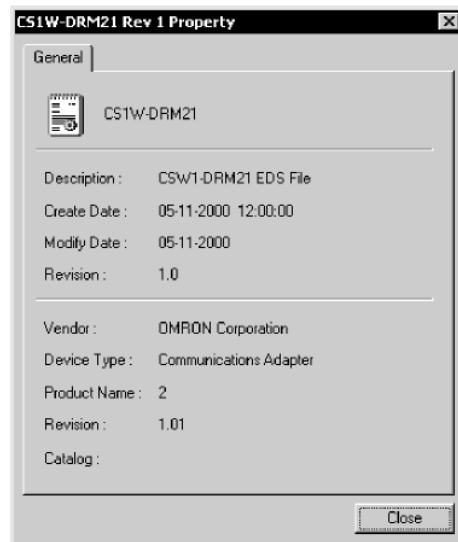 CS1W-DRM21 Rev 1 Property
General
CS1W-DRM21
Description : CSW1-DRM21 EDS File
Create Date : 05-11-2000 12:00:00
Modify Date : 05-11-2000
Revision : 1.0
Vendor : OMRON Corporation
Device Type : Communications Adapter
Product Name : 2
Revision : 1.01
Catalog :
Close